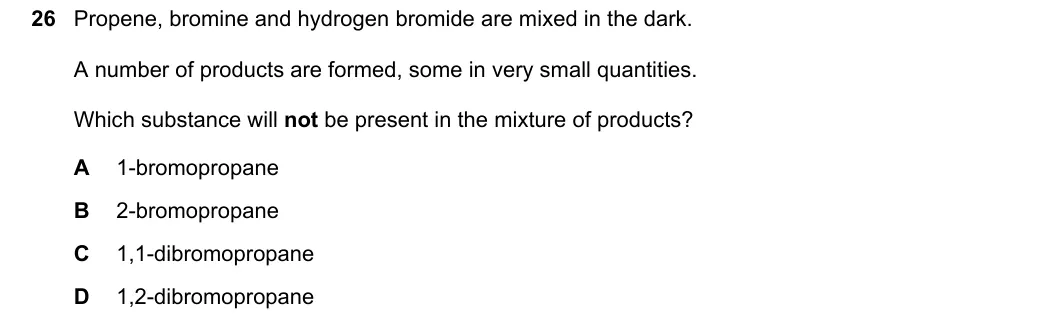 26 Propene, bromine and hydrogen bromide are mixed in the dark.
A number of products are formed, some in very small quantities.
Which substance will not be present in the mixture of products?
A 1-bromopropane
B 2-bromopropane
C 1,1-dibromopropane
D 1,2-dibromopropane